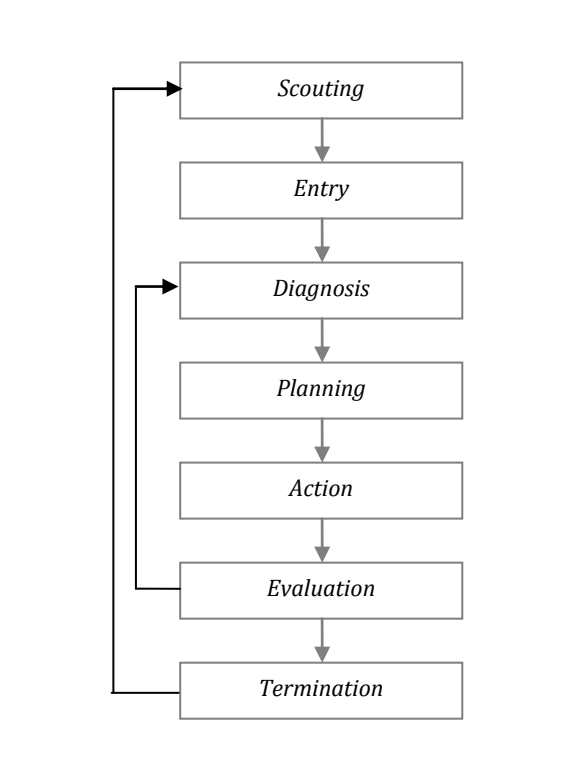 Scouting
Entry
Diagnosis
Planning
Action
Evaluation
Termination